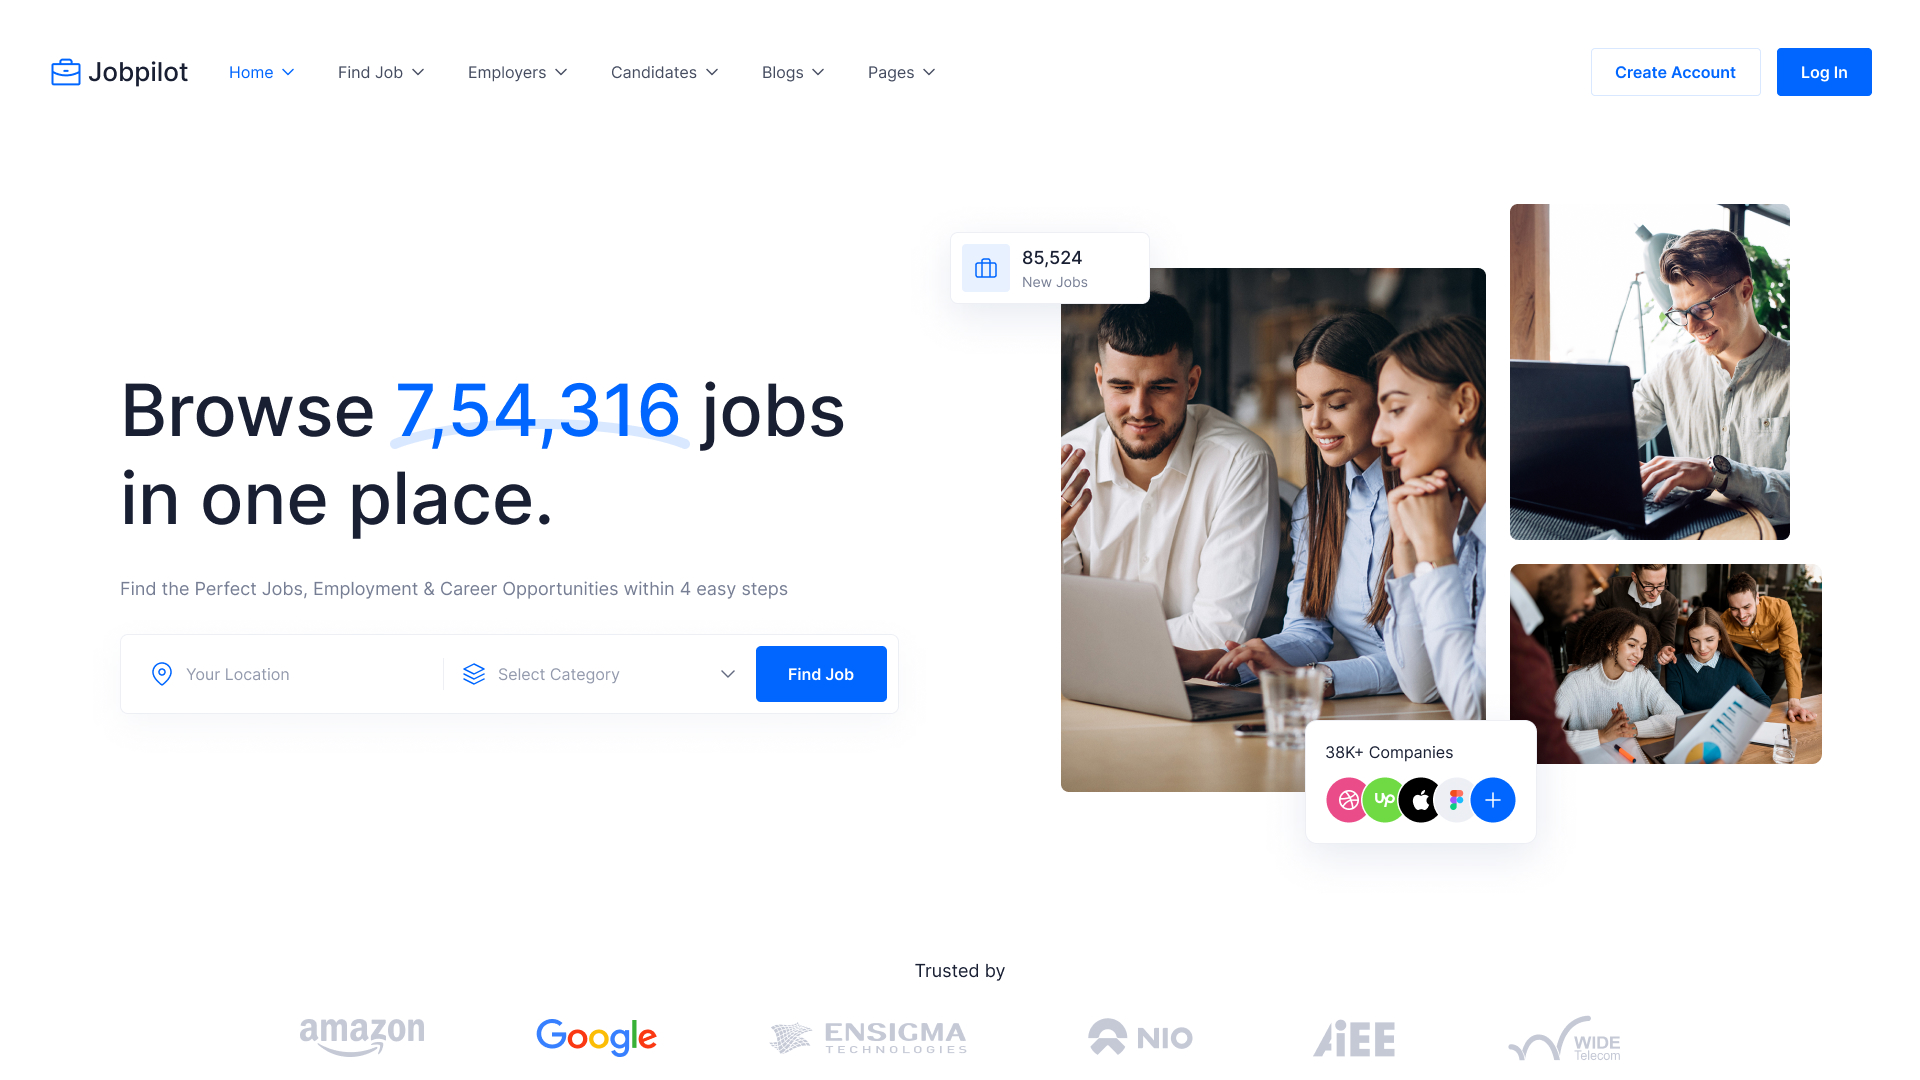 Jobpilot
Home
Find Job
Employers
Candidates
Blogs
Pages
Create Account
Log In
85,524
New Jobs
Browse 7,54,316 jobs
in one place.
Find the Perfect Jobs, Employment & Career Opportunities within 4 easy steps
Your Location
Select Category
Find Job
38K+ Companies
Up
Trusted by
amazon
Google
ENSIGMA
TECHNOLOGIES
NIO
AiEE
WIDE
Telecom